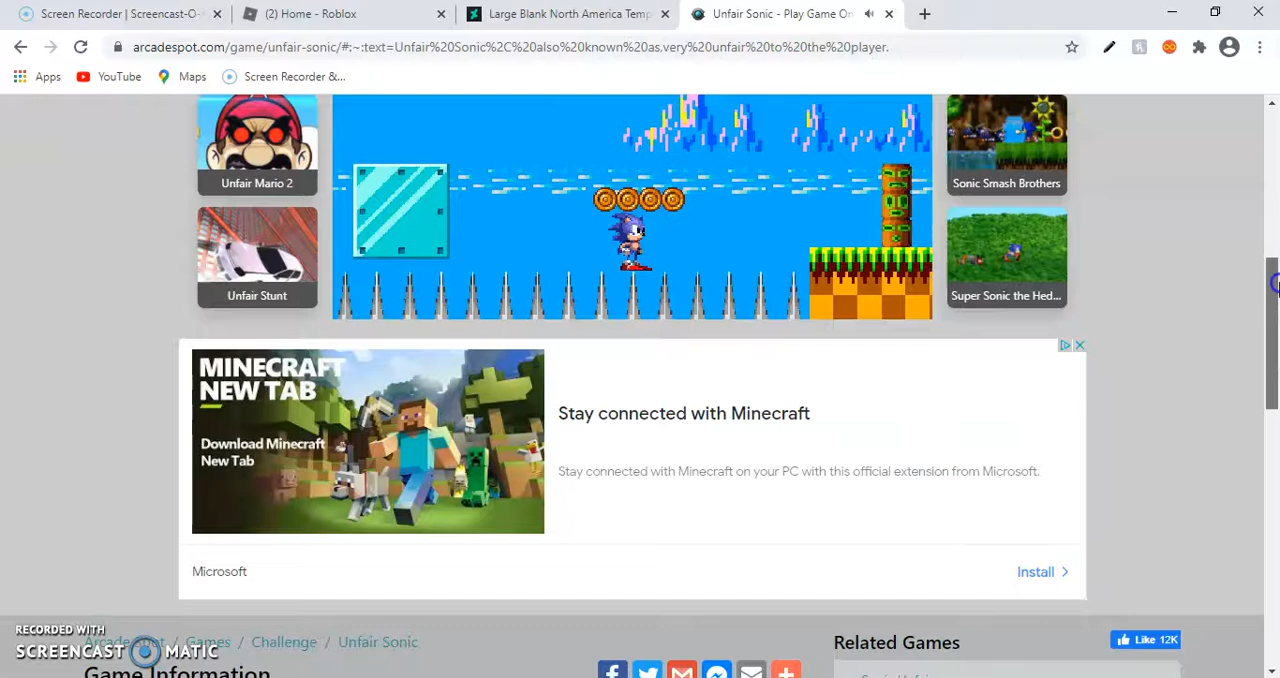 Screen Recorder | Screencast-O-
(2) Home - Roblox
Large Blank North America Temp
Unfair Sonic - Play Game On
arcadespot.com/game/unfair-sonic/#:~:text=Unfair%20Sonic%2C%20also%20known%20as,very%20unfair%20to%20the%20player.
Apps
YouTube
Maps
Screen Recorder &...
Unfair Mario 2
Sonic Smash Brothers
Unfair Stunt
Super Sonic the Hed...
MINECRAFT
NEW TAB
Download Minecraft
New Tab
Stay connected with Minecraft
Stay connected with Minecraft on your PC with this official extension from Microsoft.
Microsoft
Install
RECORDED WITH
SCREENCAST MATIC
Arcade Spot / Games / Challenge / Unfair Sonic
Game Information
Related Games
Like 12K
Sonic Unfair